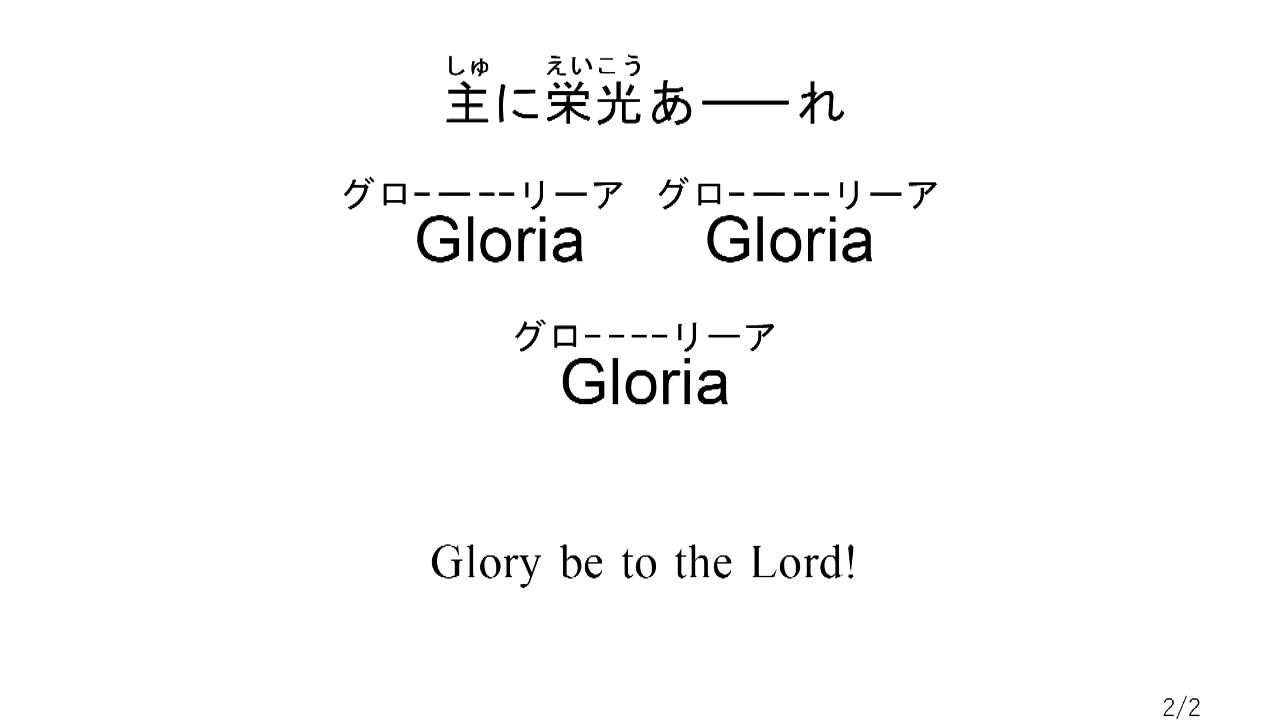 しゅ えいこう
主に栄光あ――れ
グロ-ー--リーア グロ-ー--リーア
Gloria Gloria
グロ----リーア
Gloria
Glory be to the Lord!
2/2